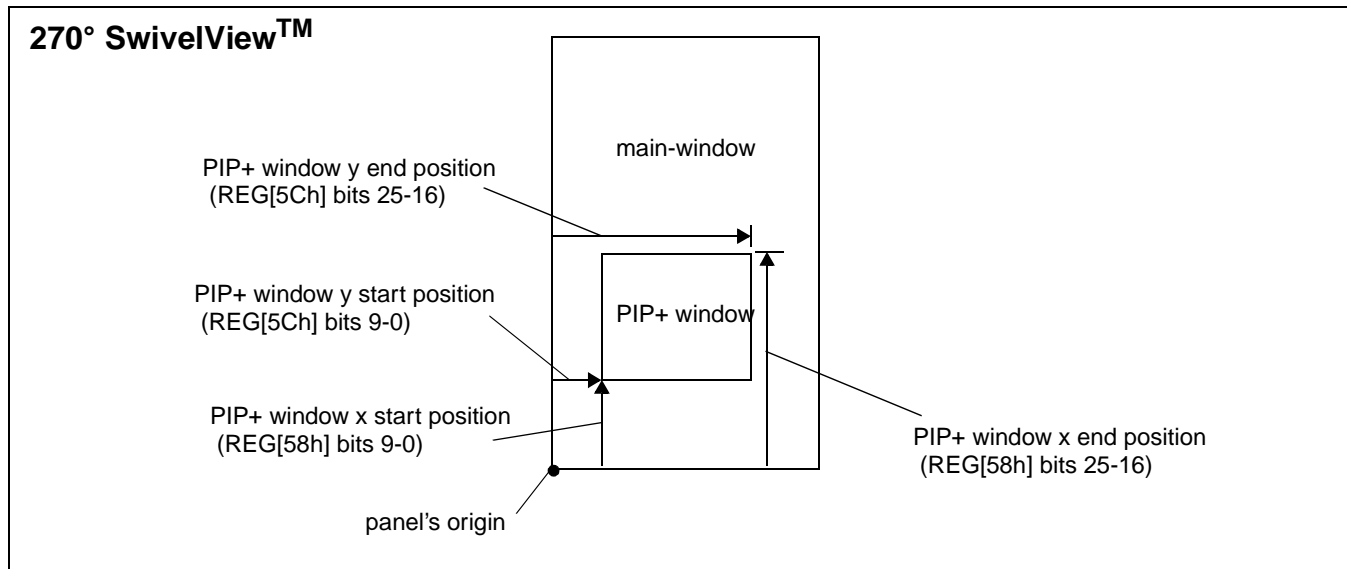 270° SwivelView™
main-window
PIP+ window y end position
(REG[5Ch] bits 25-16)
PIP+ window y start position
(REG[5Ch] bits 9-0)
PIP+ window
PIP+ window x start position
(REG[58h] bits 9-0)
PIP+ window x end position
(REG[58h] bits 25-16)
panel’s origin